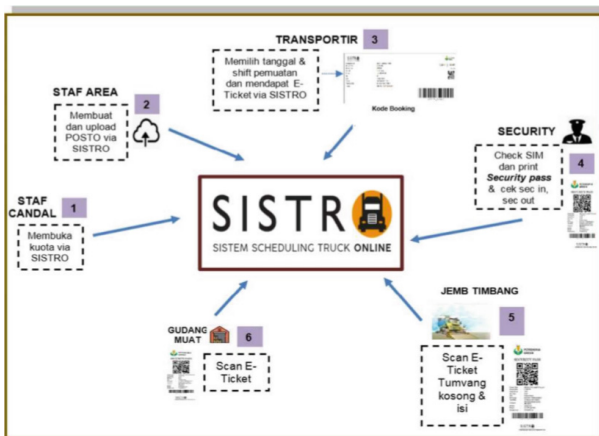 TRANSPORTIR 3
Memilih tanggal &
shift pemuatan
dan mendapat E-
Ticket via SISTRO
Kode Booking
STAF AREA
2
Membuat
dan upload
POSTO via
SISTRO
SECURITY
4
Check SIM
dan print
Security pass
& cek sec in,
sec out
STAF
CANDAL
1
Membuka
kuota via
SISTRO
SISTRO
SISTEM SCHEDULING TRUCK ONLINE
JEMB TIMBANG
5
Scan E-
Ticket
Tumvang
kosong &
isi
GUDANG
MUAT
6
Scan E-
Ticket